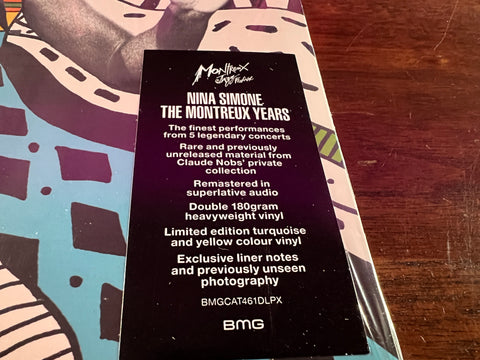 Montreux
Jazz Festival
NINA SIMONE
THE MONTREUX YEARS
The finest performances
from 5 legendary concerts
Rare and previously
unreleased material from
Claude Nobs' private
collection
Remastered in
superlative audio
Double 180gram
heavyweight vinyl
Limited edition turquoise
and yellow colour vinyl
Exclusive liner notes
and previously unseen
photography
BMGCAT461DLPX
BMG